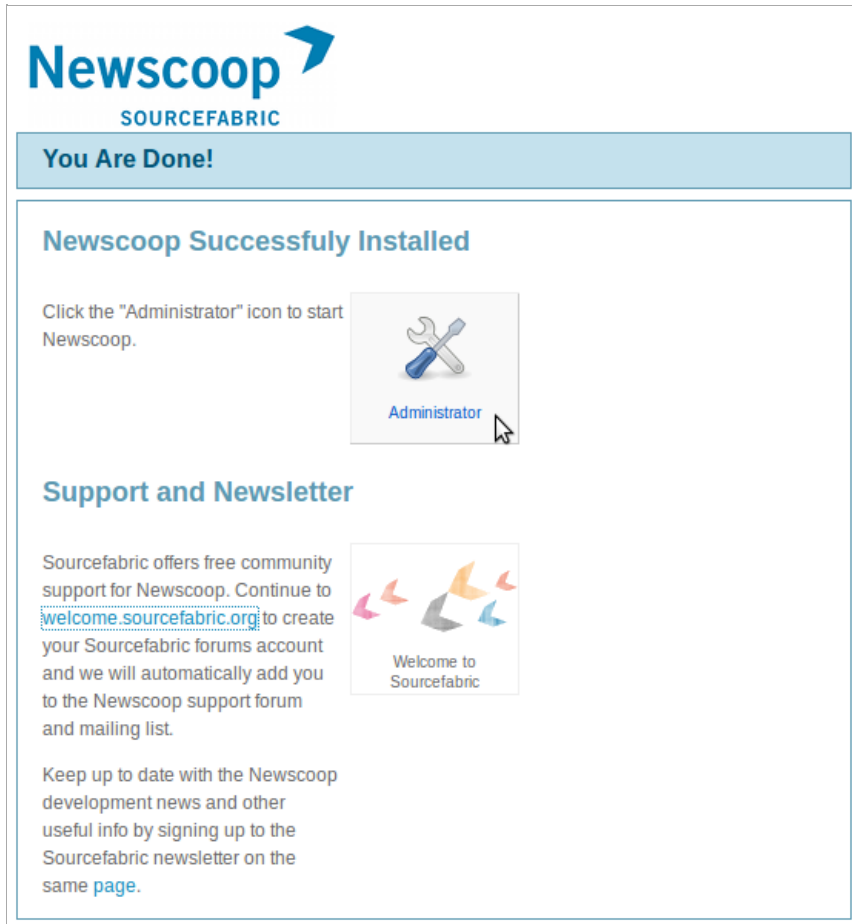 Newscoop
SOURCEFABRIC
You Are Done!
Newscoop Successfuly Installed
Click the "Administrator" icon to start
Newscoop.
Administrator
Support and Newsletter
Sourcefabric offers free community
support for Newscoop. Continue to
welcome.sourcefabric.org to create
your Sourcefabric forums account
and we will automatically add you
to the Newscoop support forum
and mailing list.
Welcome to
Sourcefabric
Keep up to date with the Newscoop
development news and other
useful info by signing up to the
Sourcefabric newsletter on the
same page.